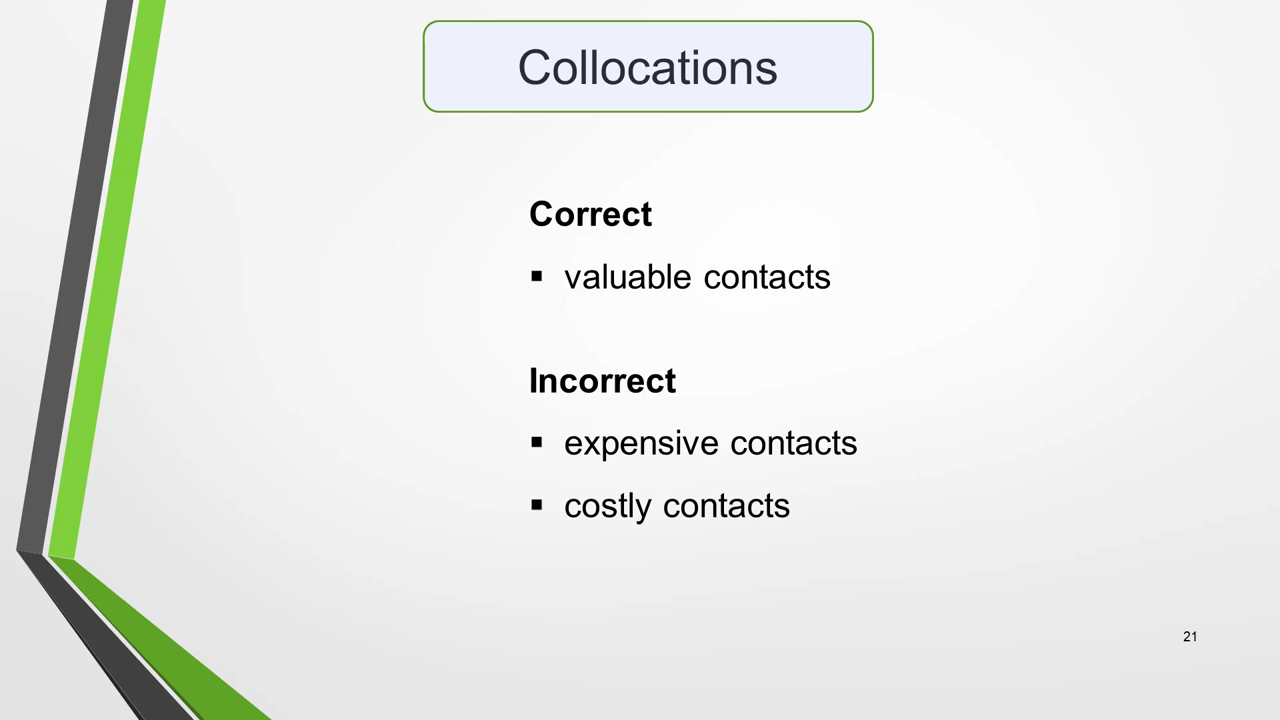 Collocations
Correct
▪ valuable contacts
Incorrect
▪ expensive contacts
▪ costly contacts
21